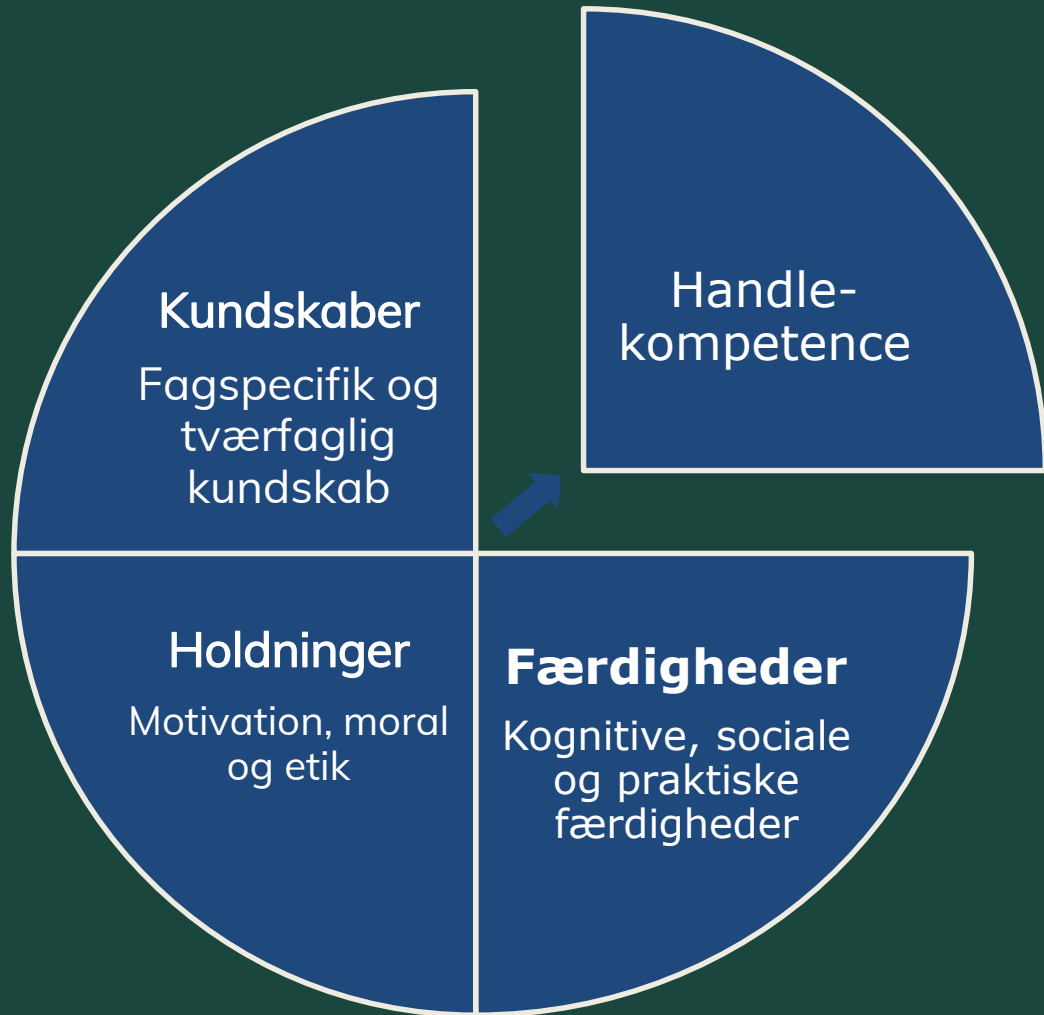 Kundskaber
Fagspecifik og
tværfaglig
kundskab
Handle-
kompetence
Holdninger
Motivation, moral
og etik
Færdigheder
Kognitive, sociale
og praktiske
færdigheder